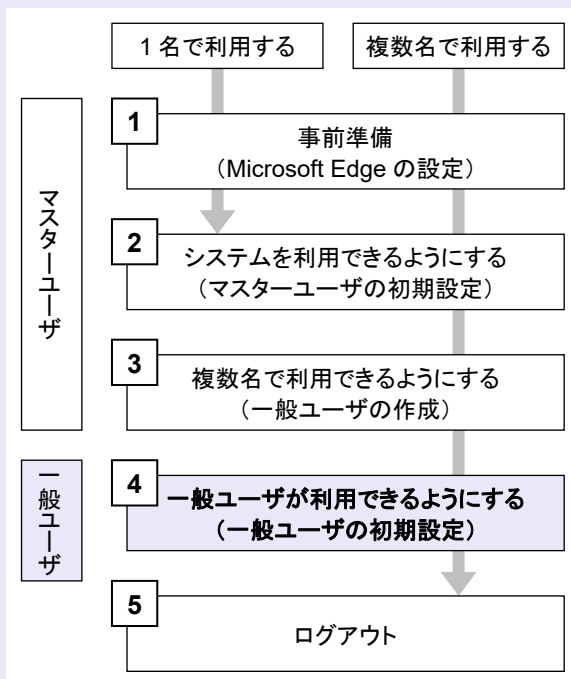 1 名で利用する
複数名で利用する
マスターユーザ
1
事前準備
（Microsoft Edge の設定）
2
システムを利用できるようにする
（マスターユーザの初期設定）
3
複数名で利用できるようにする
（一般ユーザの作成）
一般ユーザ
4
一般ユーザが利用できるようにする
（一般ユーザの初期設定）
5
ログアウト